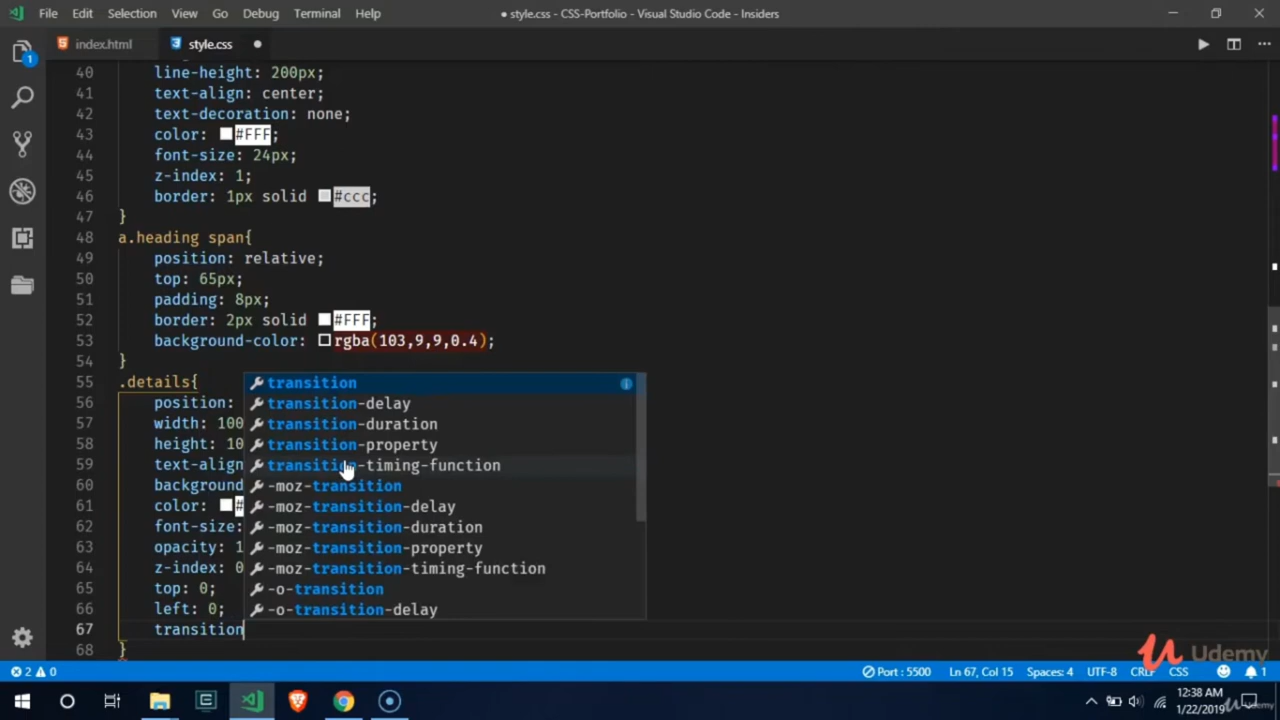 File Edit Selection View Go Debug Terminal Help
● style.css - CSS-Portfolio - Visual Studio Code - Insiders
index.html style.css
40 line-height: 200px;
41 text-align: center;
42 text-decoration: none;
43 color: #FFF;
44 font-size: 24px;
45 z-index: 1;
46 border: 1px solid #ccc;
47 }
48 a.heading span{
49 position: relative;
50 top: 65px;
51 padding: 8px;
52 border: 2px solid #FFF;
53 background-color: rgba(103,9,9,0.4);
54 }
55 .details{
transition
56 position:
transition-delay
57 width: 100
transition-duration
58 height: 10
transition-property
59 text-align
transition-timing-function
60 background
-moz-transition
61 color: #
-moz-transition-delay
62 font-size:
-moz-transition-duration
63 opacity: 1
-moz-transition-property
64 z-index: 0
-moz-transition-timing-function
65 top: 0;
-o-transition
66 left: 0;
-o-transition-delay
67 transition
68 }
Udemy
2 0 Port : 5500 Ln 67, Col 15 Spaces: 4 UTF-8 CRLF CSS 1
12:38 AM
1/22/2019